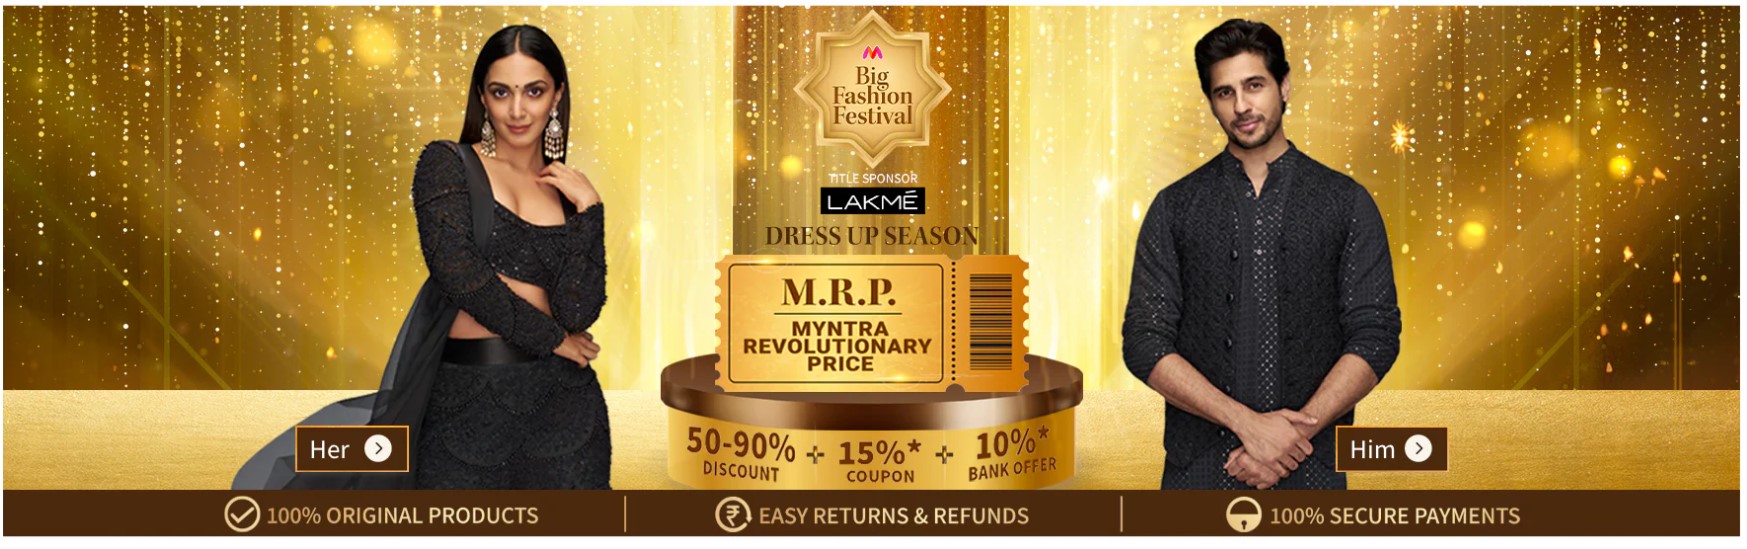 Big
Fashion
Festival
TITLE SPONSOR
LAKMÉ
DRESS UP SEASON
M.R.P.
MYNTRA
REVOLUTIONARY
PRICE
Her
Him
50-90% + 15%* + 10%*
DISCOUNT COUPON BANK OFFER
100% ORIGINAL PRODUCTS
EASY RETURNS & REFUNDS
100% SECURE PAYMENTS